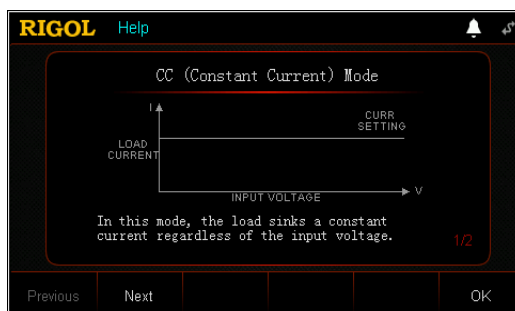 RIGOL Help
CC (Constant Current) Mode
I
CURR
SETTING
LOAD
CURRENT
INPUT VOLTAGE
V
In this mode, the load sinks a constant
current regardless of the input voltage.
1/2
Previous Next OK